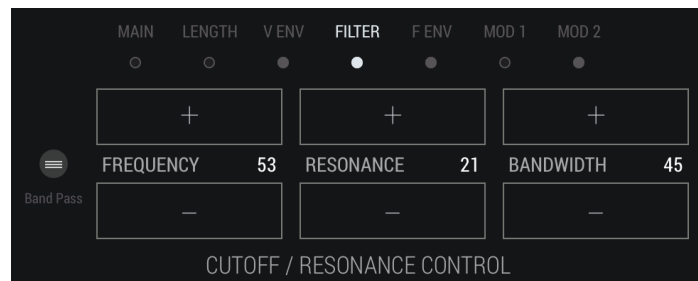 MAIN LENGTH V ENV FILTER F ENV MOD 1 MOD 2
+ + +
FREQUENCY 53 RESONANCE 21 BANDWIDTH 45
Band Pass
− − −
CUTOFF / RESONANCE CONTROL